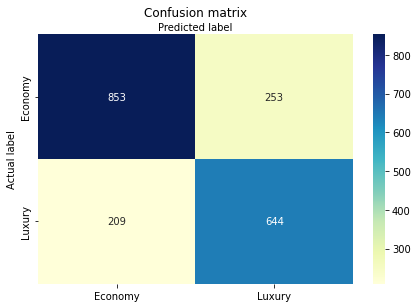 Confusion matrix
Predicted label
Actual label
Economy
853
253
Luxury
209
644
Economy
Luxury
800
700
600
500
400
300